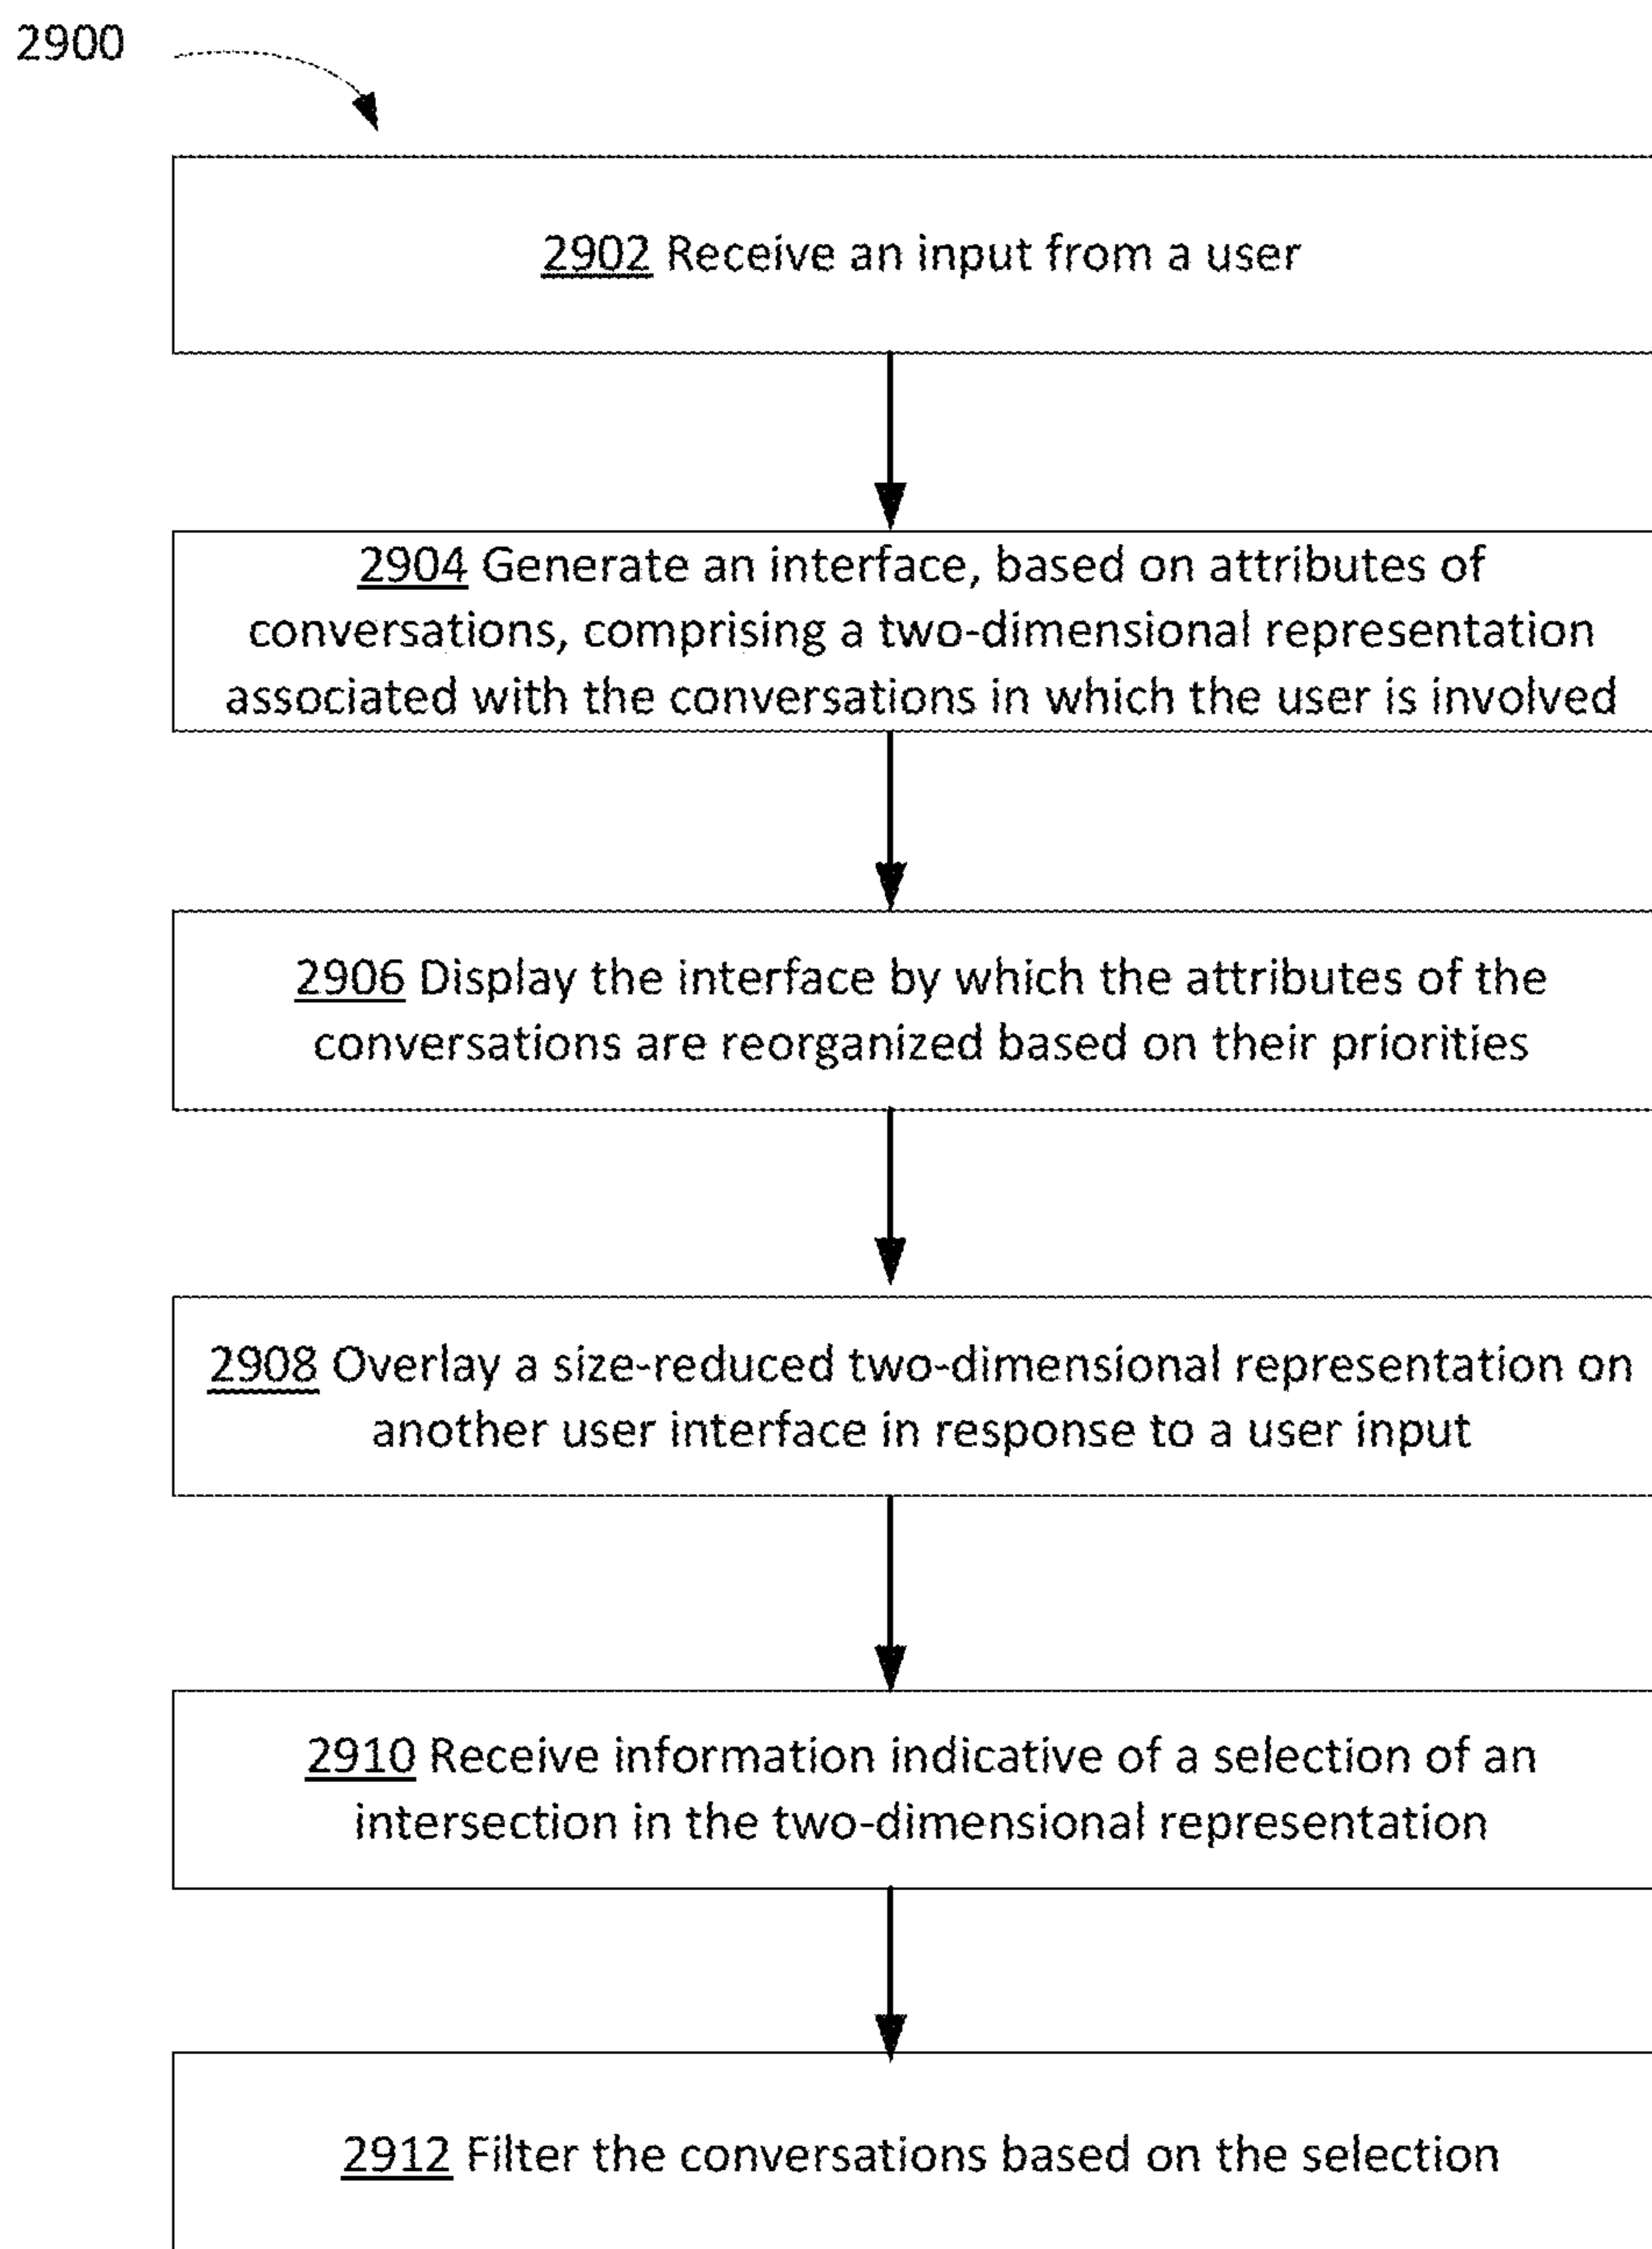 2900
2902 Receive an input from a user
2904 Generate an interface, based on attributes of
conversations, comprising a two-dimensional representation
associated with the conversations in which the user is involved
2906 Display the interface by which the attributes of the
conversations are reorganized based on their priorities
2908 Overlay a size-reduced two-dimensional representation on
another user interface in response to a user input
2910 Receive information indicative of a selection of an
intersection in the two-dimensional representation
2912 Filter the conversations based on the selection